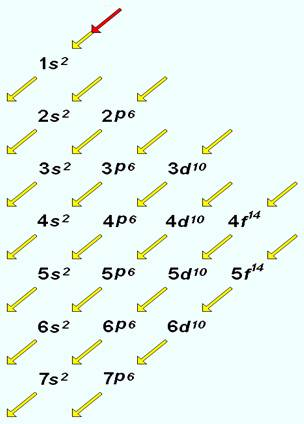 1s²
2s² 2p⁶
3s² 3p⁶ 3d¹⁰
4s² 4p⁶ 4d¹⁰ 4f¹⁴
5s² 5p⁶ 5d¹⁰ 5f¹⁴
6s² 6p⁶ 6d¹⁰
7s² 7p⁶